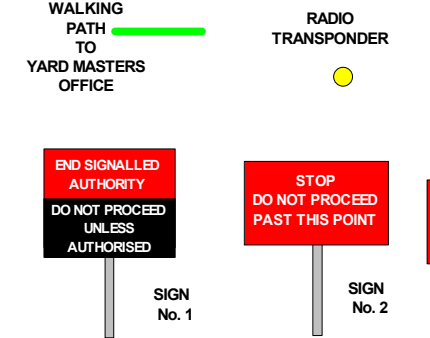 WALKING
PATH
TO
YARD MASTERS
OFFICE
RADIO
TRANSPONDER
END SIGNALLED
AUTHORITY
DO NOT PROCEED
UNLESS
AUTHORISED
SIGN
No. 1
STOP
DO NOT PROCEED
PAST THIS POINT
SIGN
No. 2